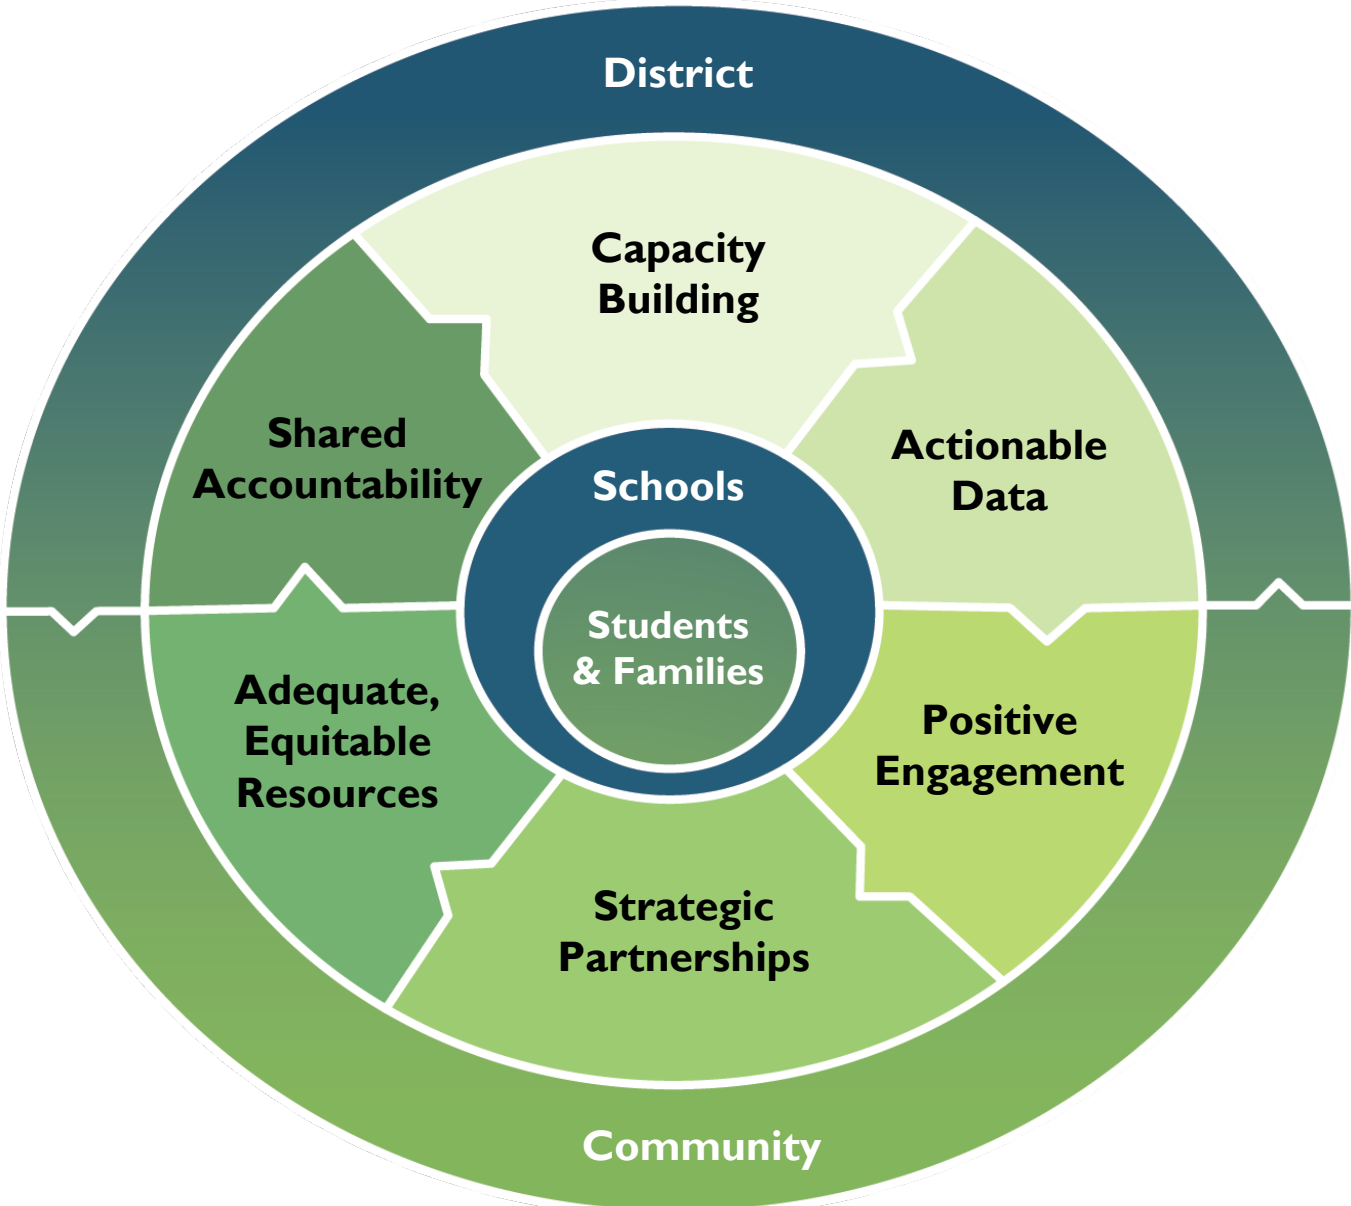 District
Capacity
Building
Shared
Accountability
Actionable
Data
Schools
Students
& Families
Adequate,
Equitable
Resources
Positive
Engagement
Strategic
Partnerships
Community